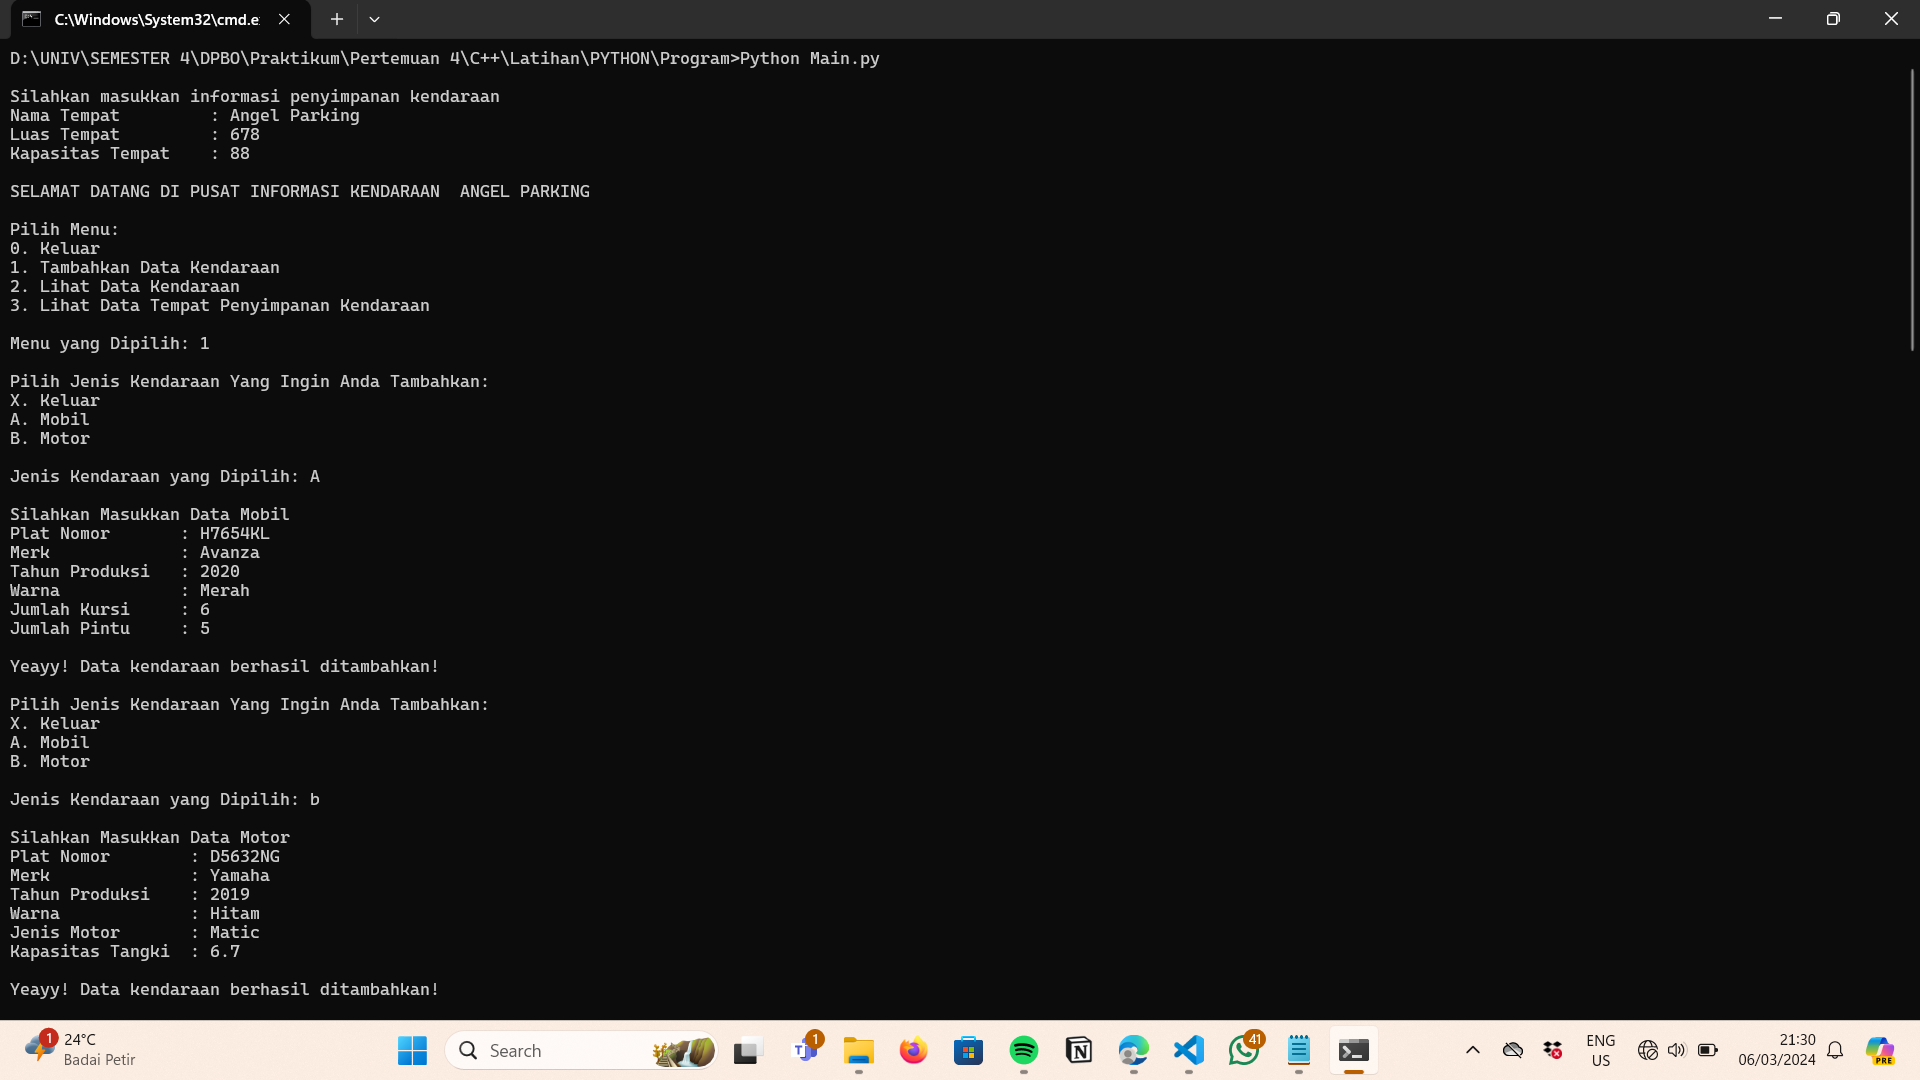 C:\Windows\System32\cmd.e
D:\UNIV\SEMESTER 4\DPBO\Praktikum\Pertemuan 4\C++\Latihan\PYTHON\Program>Python Main.py
Silahkan masukkan informasi penyimpanan kendaraan
Nama Tempat : Angel Parking
Luas Tempat : 678
Kapasitas Tempat : 88
SELAMAT DATANG DI PUSAT INFORMASI KENDARAAN  ANGEL PARKING
Pilih Menu:
0. Keluar
1. Tambahkan Data Kendaraan
2. Lihat Data Kendaraan
3. Lihat Data Tempat Penyimpanan Kendaraan
Menu yang Dipilih: 1
Pilih Jenis Kendaraan Yang Ingin Anda Tambahkan:
X. Keluar
A. Mobil
B. Motor
Jenis Kendaraan yang Dipilih: A
Silahkan Masukkan Data Mobil
Plat Nomor : H7654KL
Merk : Avanza
Tahun Produksi : 2020
Warna : Merah
Jumlah Kursi : 6
Jumlah Pintu : 5
Yeayy! Data kendaraan berhasil ditambahkan!
Pilih Jenis Kendaraan Yang Ingin Anda Tambahkan:
X. Keluar
A. Mobil
B. Motor
Jenis Kendaraan yang Dipilih: b
Silahkan Masukkan Data Motor
Plat Nomor : D5632NG
Merk : Yamaha
Tahun Produksi : 2019
Warna : Hitam
Jenis Motor : Matic
Kapasitas Tangki : 6.7
Yeayy! Data kendaraan berhasil ditambahkan!
1
24°C
Badai Petir
Search
1
41
ENG
US
21:30
06/03/2024
PRE